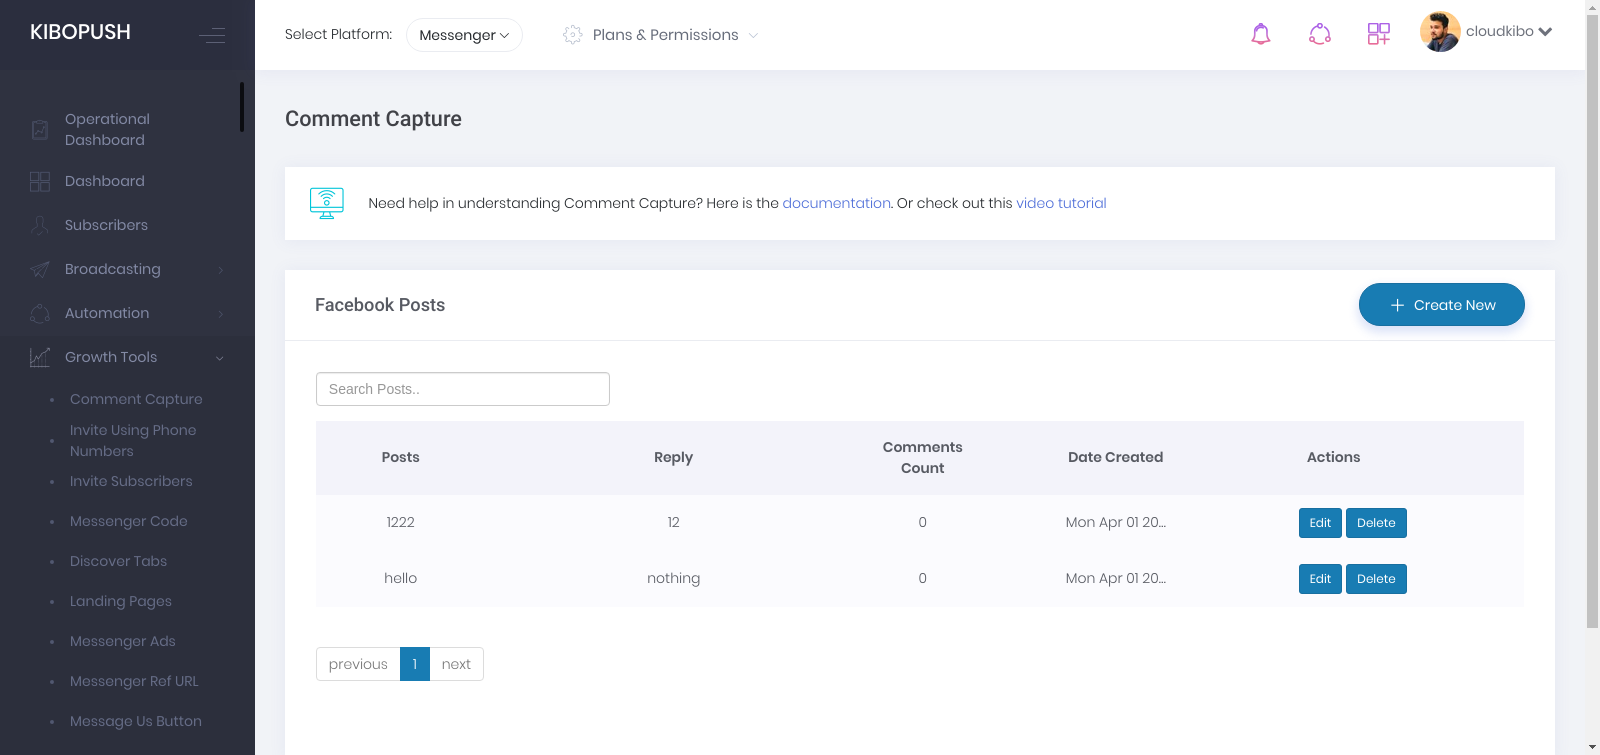 KIBOPUSH
Select Platform: Messenger Plans & Permissions cloudkibo
Operational
Dashboard
Dashboard
Subscribers
Broadcasting
Automation
Growth Tools
Comment Capture
Invite Using Phone
Numbers
Invite Subscribers
Messenger Code
Discover Tabs
Landing Pages
Messenger Ads
Messenger Ref URL
Message Us Button
Comment Capture
Need help in understanding Comment Capture? Here is the documentation. Or check out this video tutorial
Facebook Posts
Create New
Search Posts..
Posts Reply Comments Count Date Created Actions
1222 12 0 Mon Apr 01 20... Edit Delete
hello nothing 0 Mon Apr 01 20... Edit Delete
previous 1 next